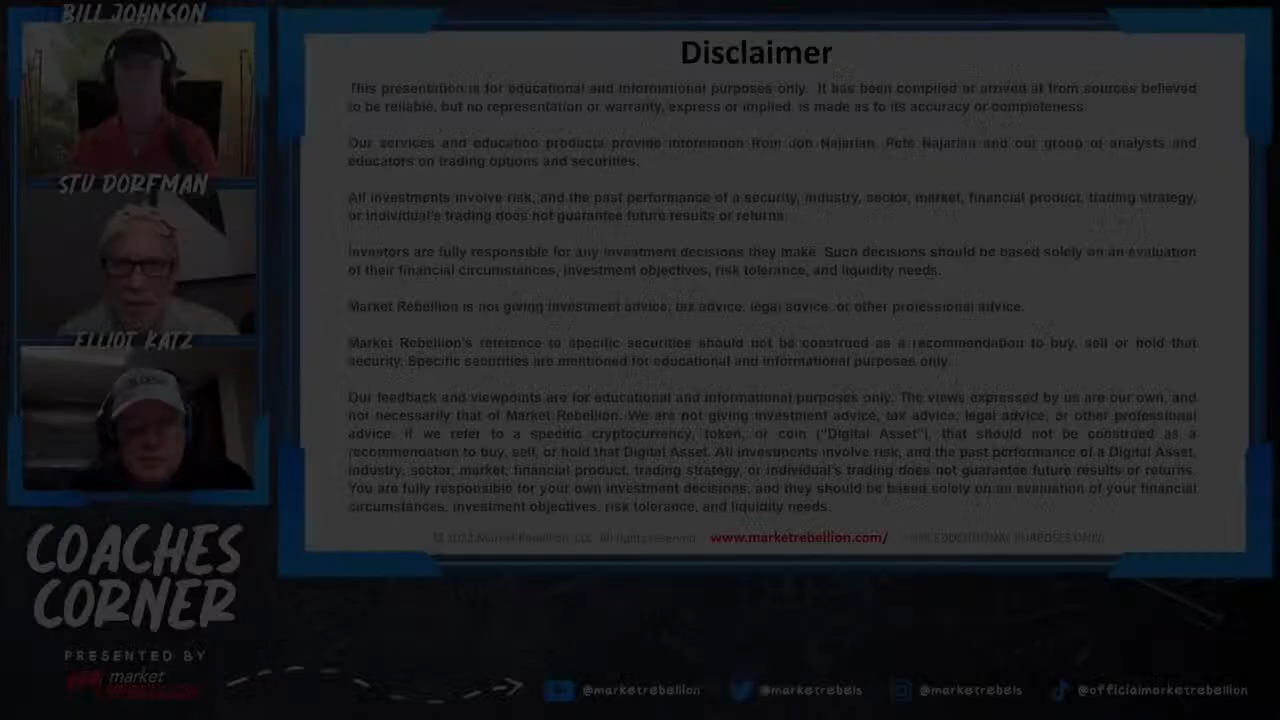 BILL JOHNSON
STU DORFMAN
ELLIOT KATZ
COACHES
CORNER
PRESENTED BY
market
Disclaimer
This presentation is for educational and informational purposes only. It has been compiled or arrived at from sources believed
to be reliable, but no representation or warranty, express or implied, is made as to its accuracy or completeness.
Our services and education products provide information from Jon Najarian, Pete Najarian and our group of analysts and
educators on trading options and securities.
All investments involve risk, and the past performance of a security, industry, sector, market, financial product, trading strategy,
or individual's trading does not guarantee future results or returns.
Investors are fully responsible for any investment decisions they make. Such decisions should be based solely on an evaluation
of their financial circumstances, investment objectives, risk tolerance, and liquidity needs.
Market Rebellion is not giving investment advice, tax advice, legal advice, or other professional advice.
Market Rebellion's reference to specific securities should not be construed as a recommendation to buy, sell or hold that
security. Specific securities are mentioned for educational and informational purposes only.
Our feedback and viewpoints are for educational and informational purposes only. The views expressed by us are our own, and
not necessarily that of Market Rebellion. We are not giving investment advice, tax advice, legal advice, or other professional
advice. If we refer to a specific cryptocurrency, token, or coin ("Digital Asset"), that should not be construed as a
recommendation to buy, sell, or hold that Digital Asset. All investments involve risk, and the past performance of a Digital Asset,
industry, sector, market, financial product, trading strategy, or individual's trading does not guarantee future results or returns.
You are fully responsible for your own investment decisions, and they should be based solely on an evaluation of your financial
circumstances, investment objectives, risk tolerance, and liquidity needs.
© 2022 Market Rebellion, LLC. All rights reserved. www.marketrebellion.com/ EDUCATIONAL PURPOSES ONLY
@marketrebellion @marketrebels @marketrebels @officialmarketrebellion